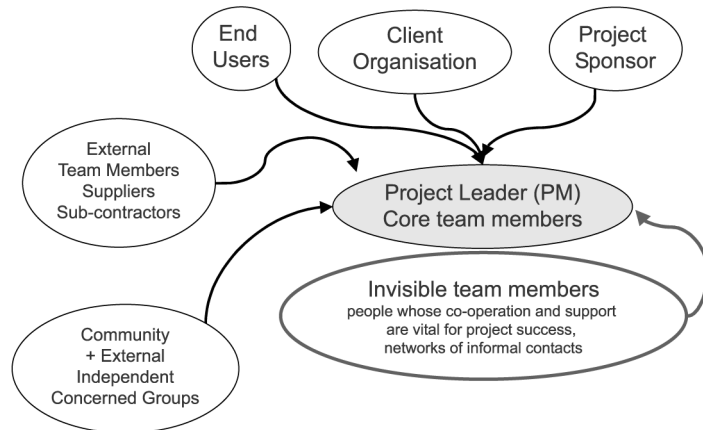 End
Users
Client
Organisation
Project
Sponsor
External
Team Members
Suppliers
Sub-contractors
Project Leader (PM)
Core team members
Invisible team members
people whose co-operation and support
are vital for project success,
networks of informal contacts
Community
+ External
Independent
Concerned Groups